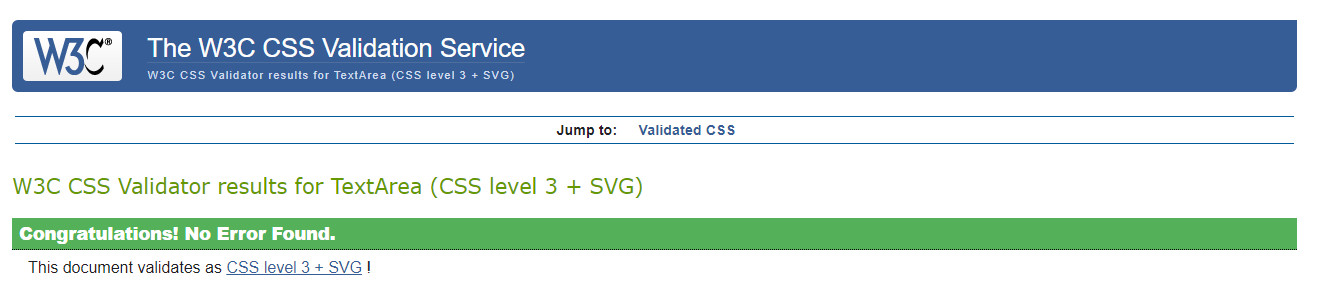 W3C®
The W3C CSS Validation Service
W3C CSS Validator results for TextArea (CSS level 3 + SVG)
Jump to: Validated CSS
W3C CSS Validator results for TextArea (CSS level 3 + SVG)
Congratulations! No Error Found.
This document validates as CSS level 3 + SVG !